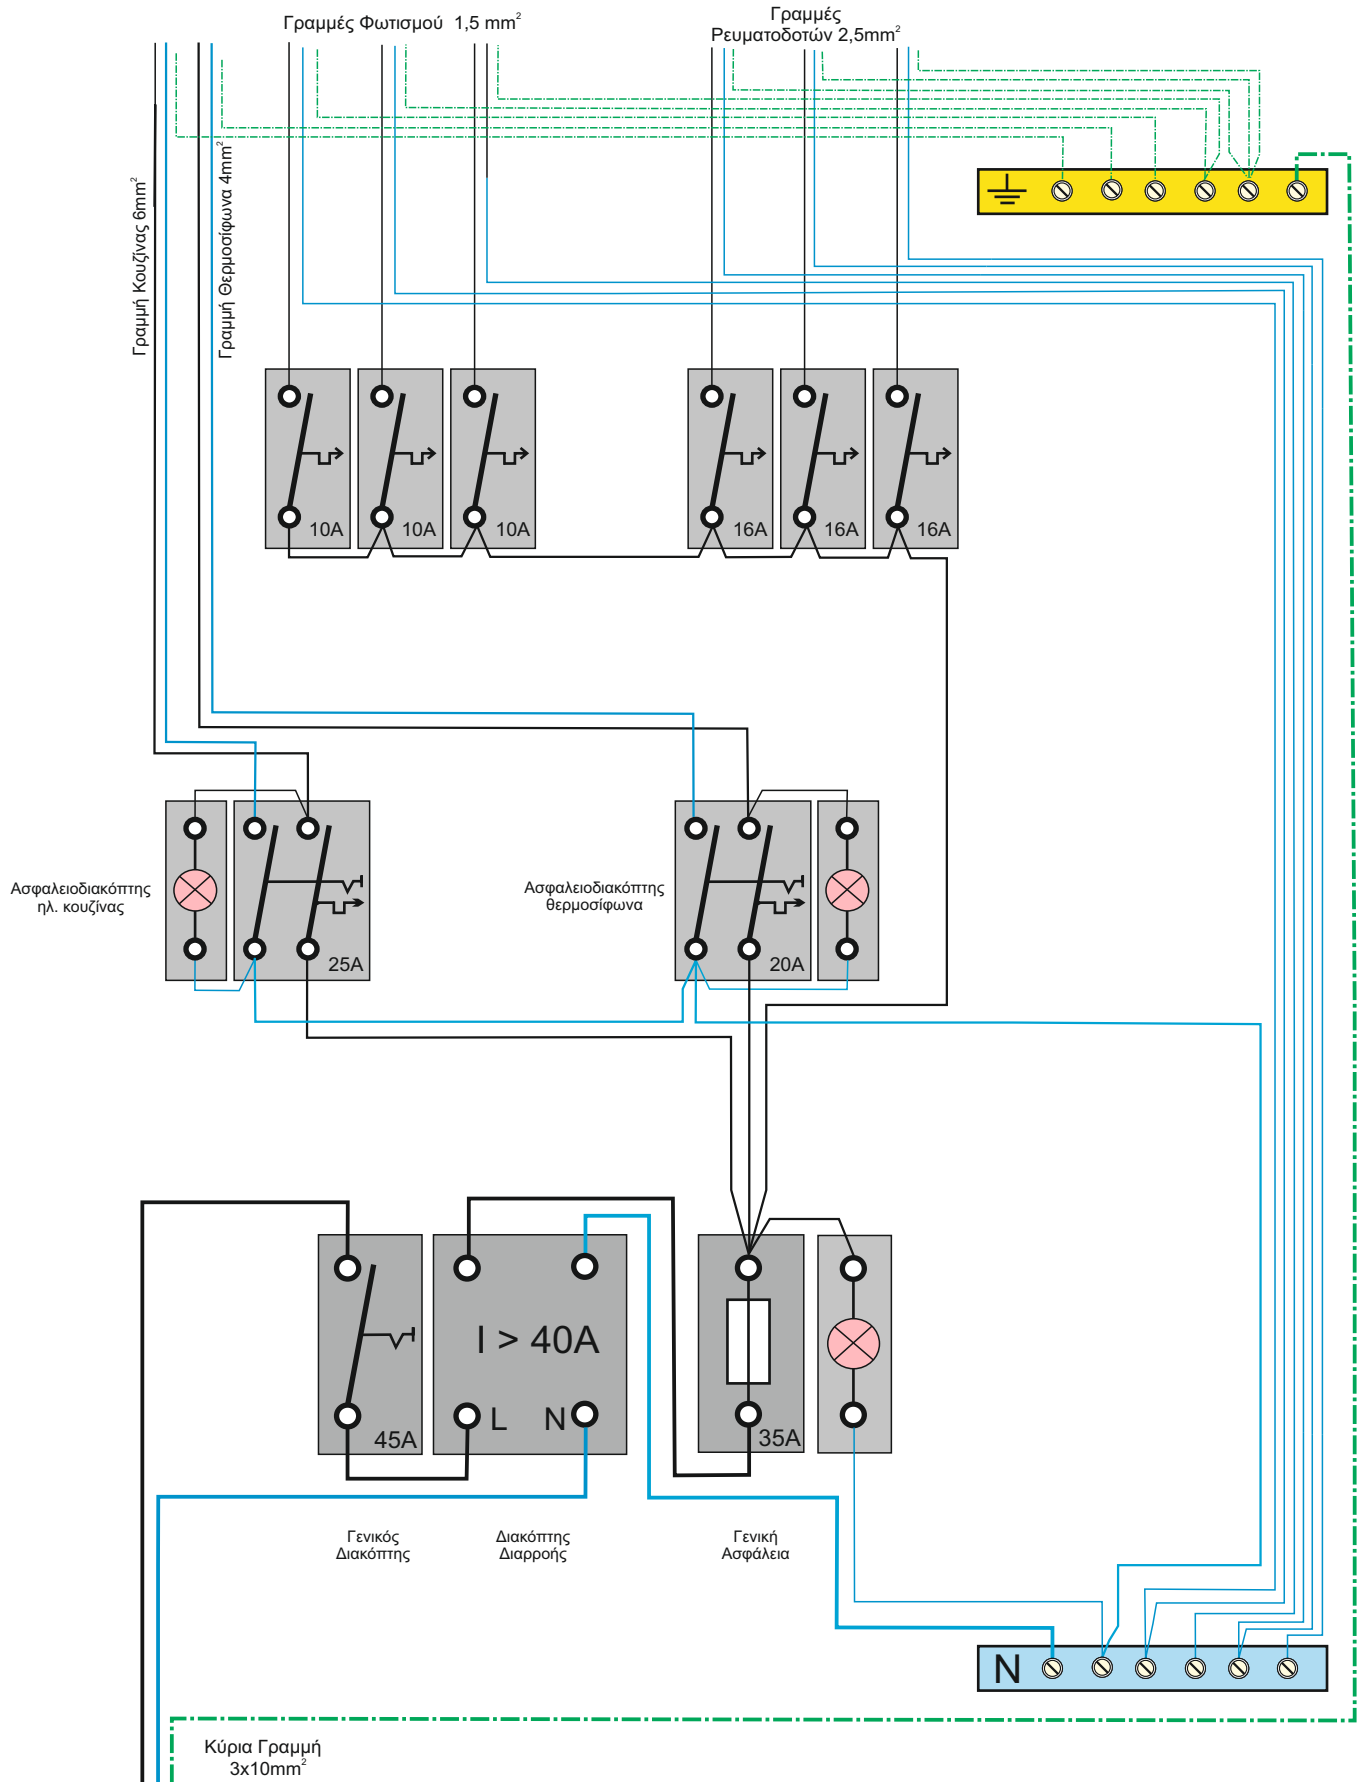 Γραμμές Φωτισμού 1,5 mm²
Γραμμές
Ρευματοδοτών 2,5mm²
Γραμμή Κουζίνας 6mm²
Γραμμή Θερμοσίφωνα 4mm²
10A
10A
10A
16A
16A
16A
Ασφαλειοδιακόπτης
ηλ. κουζίνας
25A
Ασφαλειοδιακόπτης
θερμοσίφωνα
20A
I > 40A
L
N
45A
35A
Γενικός
Διακόπτης
Διακόπτης
Διαρροής
Γενική
Ασφάλεια
N
Κύρια Γραμμή
3x10mm²